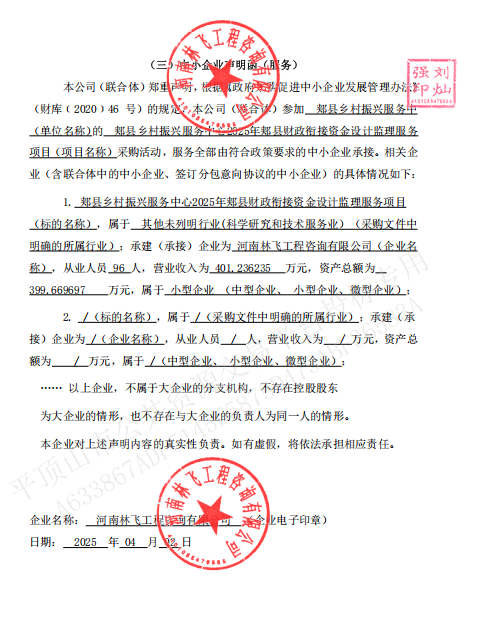 （三）中小企业声明函（服务）
本公司（联合体）郑重声明，根据《政府采购促进中小企业发展管理办法》
（财库﹝2020﹞46 号）的规定，本公司（联合体）参加 郏县乡村振兴服务中心
（单位名称）的 郏县乡村振兴服务中心2025年郏县财政衔接资金设计监理服务
项目（项目名称）采购活动，服务全部由符合政策要求的中小企业承接。相关企
业（含联合体中的中小企业、签订分包意向协议的中小企业）的具体情况如下：
1. 郏县乡村振兴服务中心2025年郏县财政衔接资金设计监理服务项目
（标的名称），属于 其他未列明行业(科学研究和技术服务业）（采购文件中
明确的所属行业）；承建（承接）企业为 河南林飞工程咨询有限公司（企业名
称），从业人员 96 人，营业收入为 401.236235 万元，资产总额为
399.669697 万元，属于 小型企业 （中型企业、 小型企业、微型企业）；
2. /（标的名称），属于 /（采购文件中明确的所属行业）；承建（承
接）企业为 /（企业名称），从业人员 / 人，营业收入为 / 万元，资产总
额为 / 万元，属于 /（中型企业、 小型企业、微型企业）；
…… 以上企业，不属于大企业的分支机构，不存在控股股东
为大企业的情形，也不存在与大企业的负责人为同一人的情形。
本企业对上述声明内容的真实性负责。如有虚假，将依法承担相应责任。
企业名称： 河南林飞工程咨询有限公司 （企业电子印章）
日期： 2025 年 04 月 日
河南林飞工程咨询有限公司
刘灿强印
河南林飞工程咨询有限公司